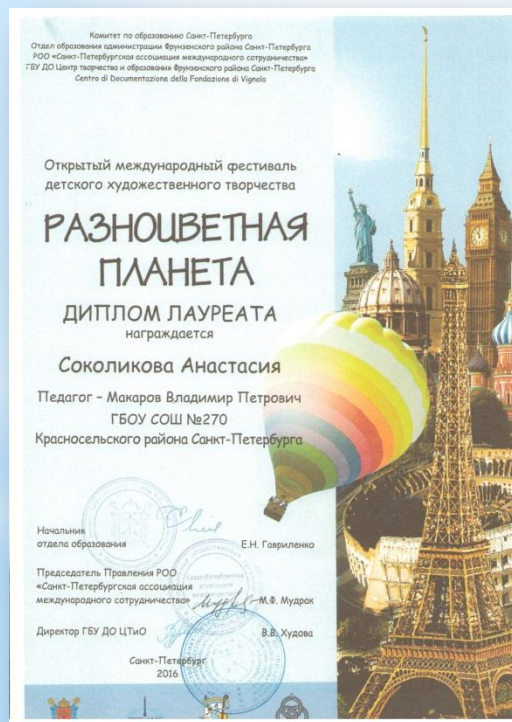 Комитет по образованию Санкт-Петербурга
Отдел образования администрации Фрунзенского района Санкт-Петербурга
РОО «Санкт-Петербургская ассоциация международного сотрудничества»
ГБУ ДО Центр творчества и образования Фрунзенского района Санкт-Петербурга
Centro di Documentazione della Fondazione di Vignola
Открытый международный фестиваль
детского художественного творчества
РАЗНОЦВЕТНАЯ
ПЛАНЕТА
ДИПЛОМ ЛАУРЕАТА
награждается
Соколикова Анастасия
Педагог – Макаров Владимир Петрович
ГБОУ СОШ №270
Красносельского района Санкт-Петербурга
Начальник
отдела образования Е.Н. Гавриленко
Председатель Правления РОО
«Санкт-Петербургская ассоциация
международного сотрудничества» М.Ф. Мудрак
Директор ГБУ ДО ЦТиО В.В. Худова
Санкт-Петербург
2016